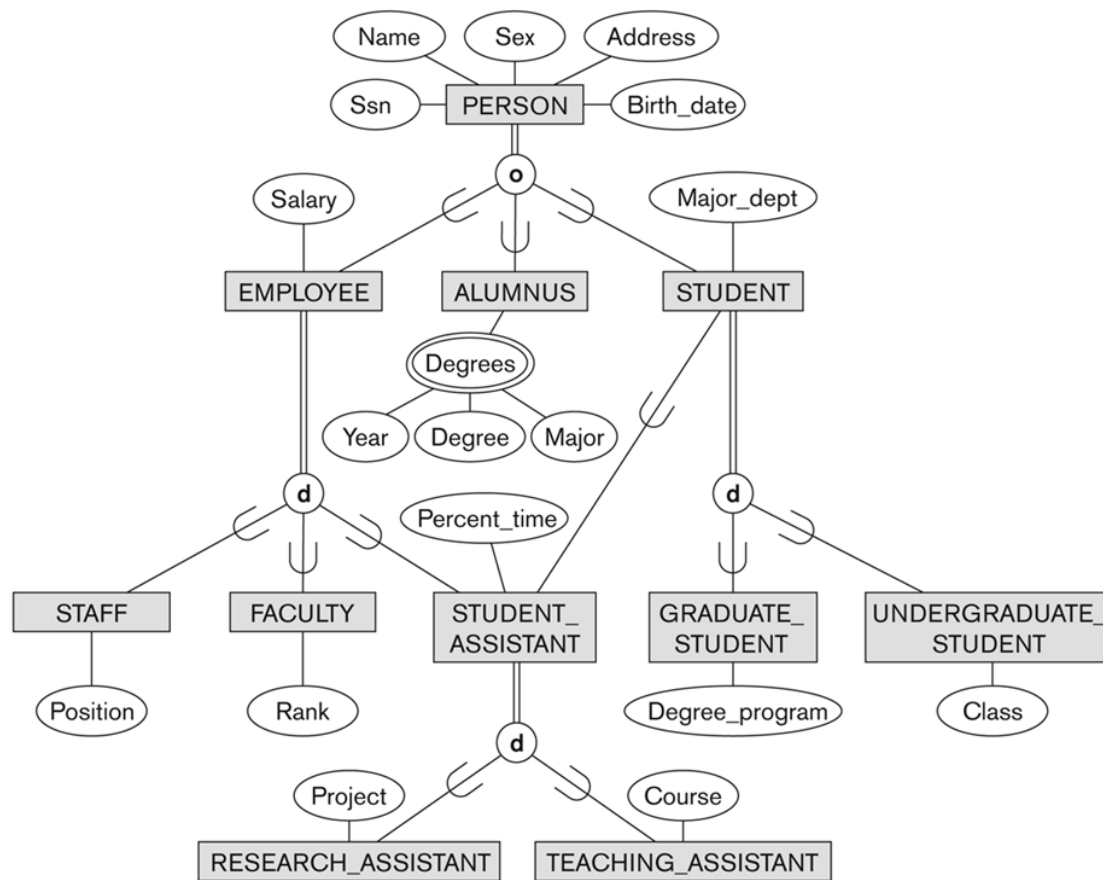 Name
Sex
Address
Ssn
PERSON
Birth_date
o
Salary
Major_dept
EMPLOYEE
ALUMNUS
STUDENT
Degrees
Year
Degree
Major
d
d
Percent_time
STAFF
FACULTY
STUDENT_
ASSISTANT
GRADUATE_
STUDENT
UNDERGRADUATE_
STUDENT
Position
Rank
Degree_program
Class
d
Project
Course
RESEARCH_ASSISTANT
TEACHING_ASSISTANT